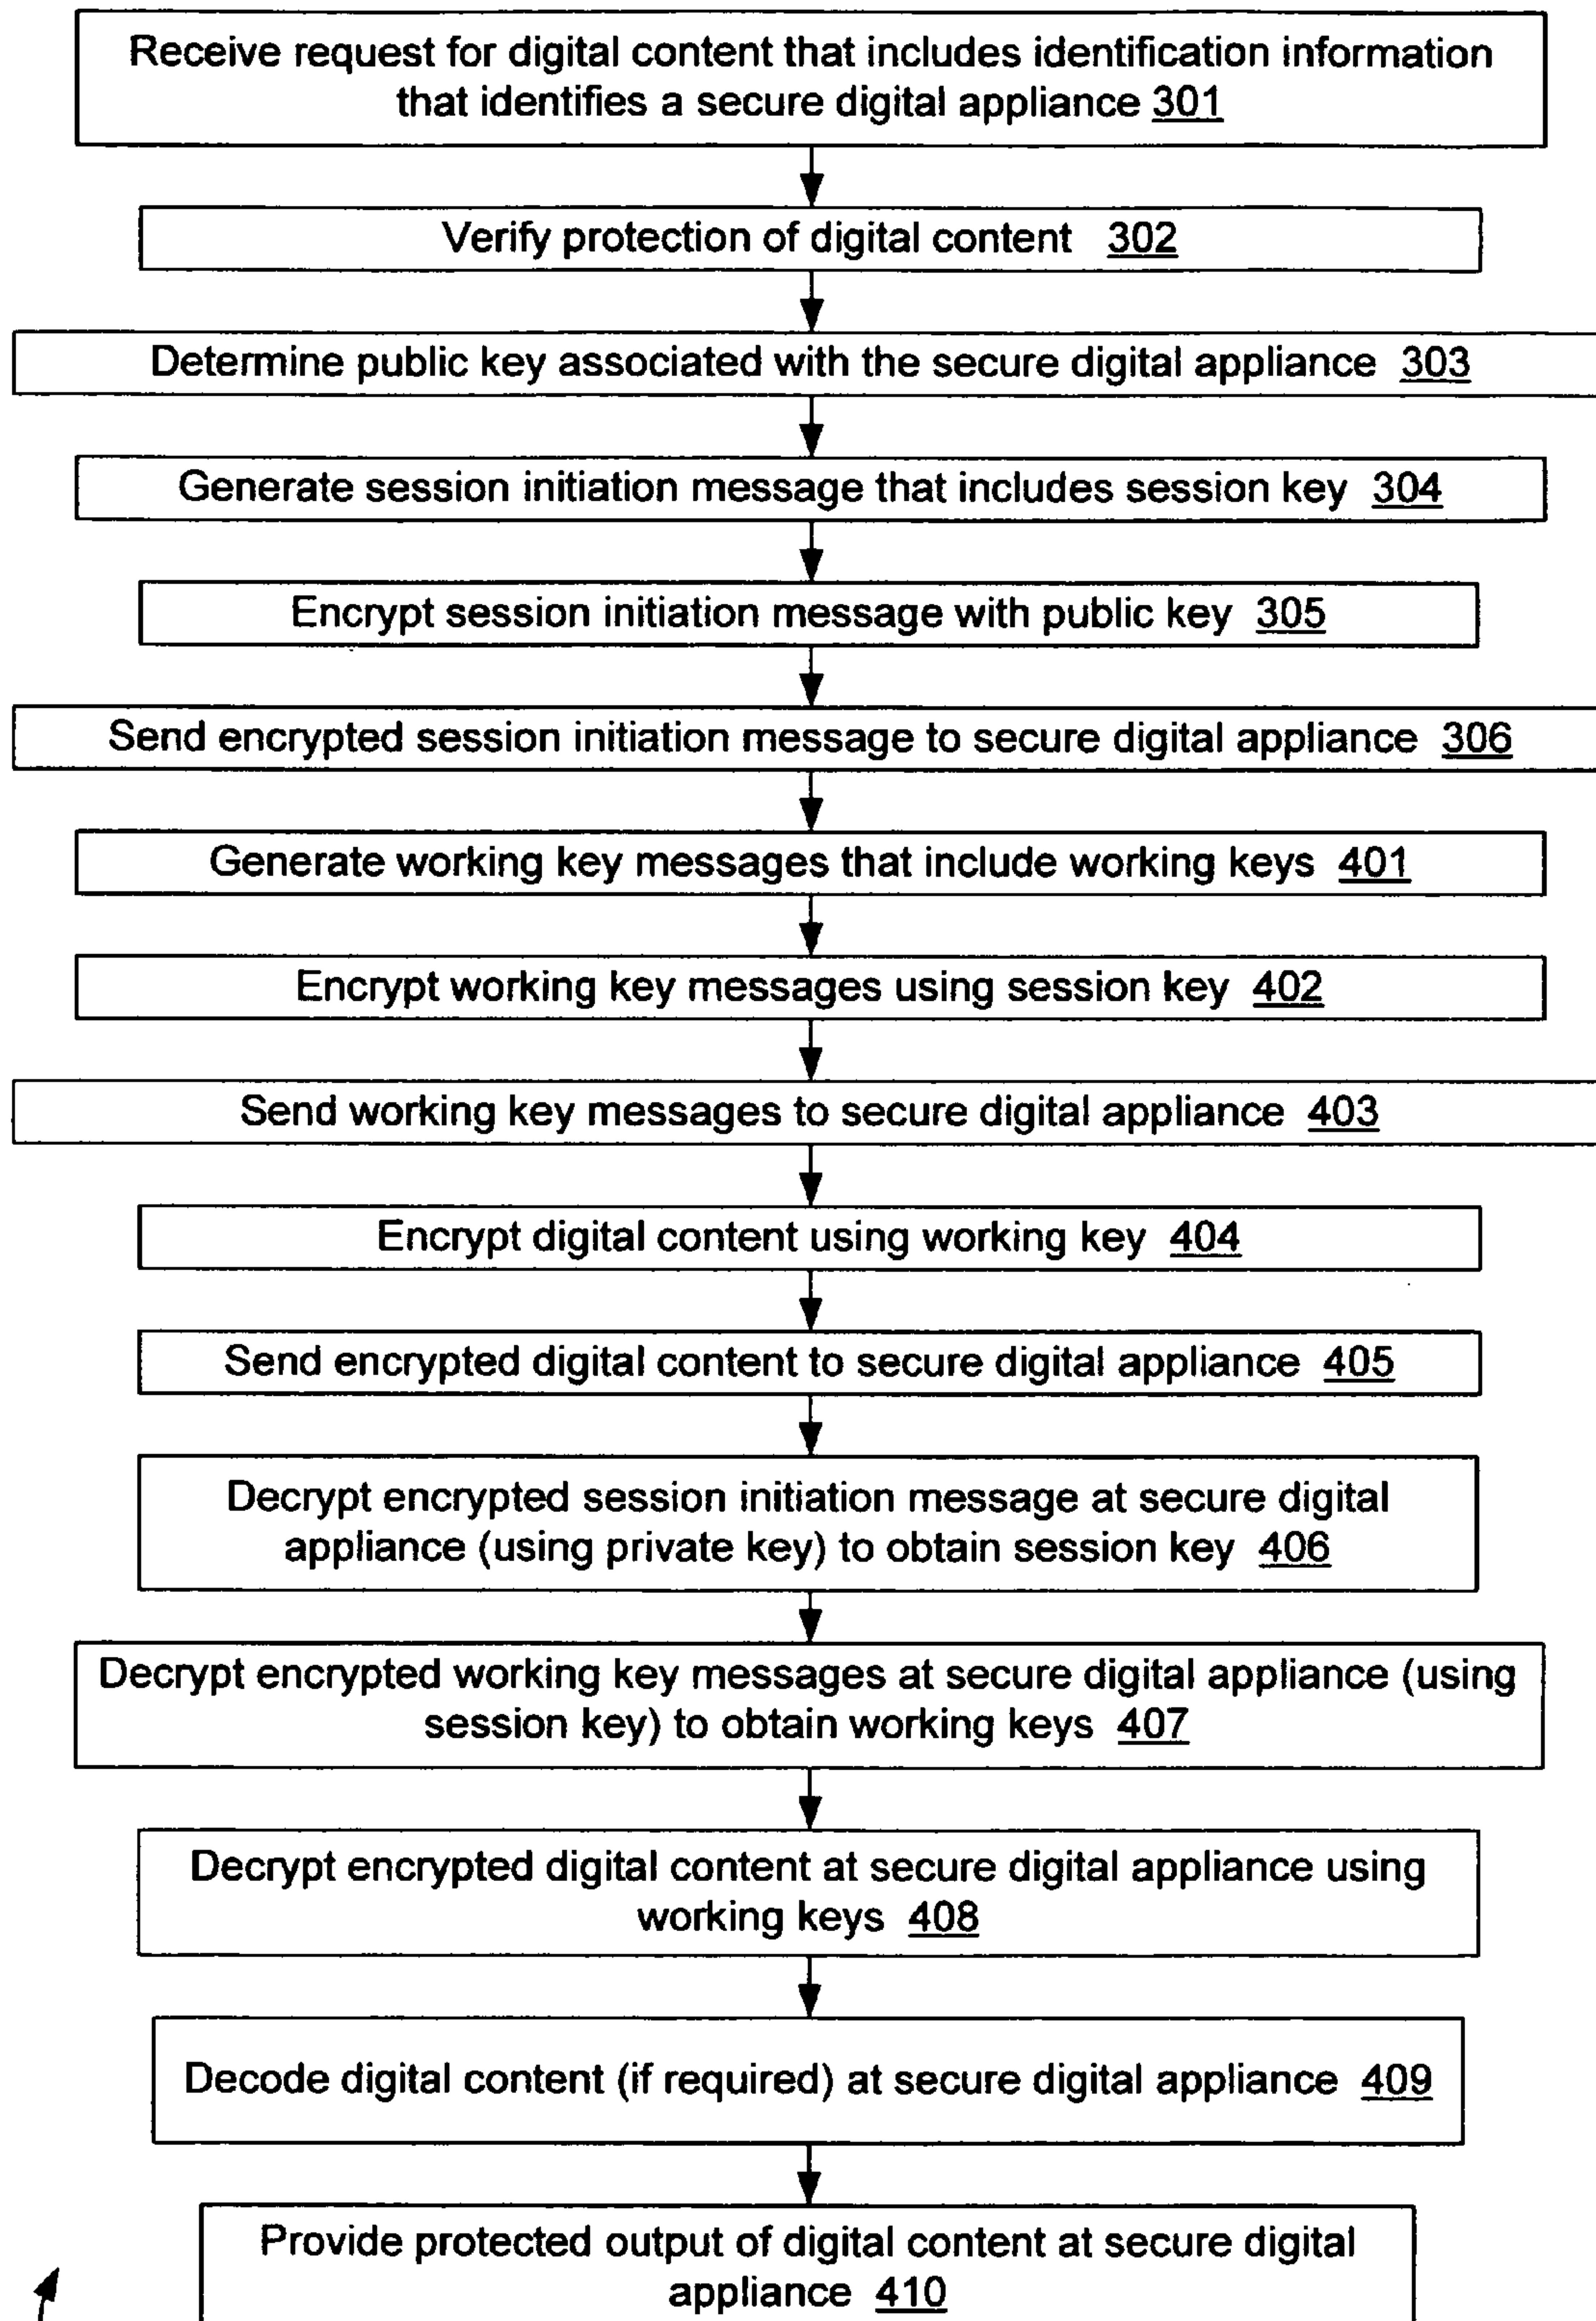 Receive request for digital content that includes identification information
that identifies a secure digital appliance 301
Verify protection of digital content 302
Determine public key associated with the secure digital appliance 303
Generate session initiation message that includes session key 304
Encrypt session initiation message with public key 305
Send encrypted session initiation message to secure digital appliance 306
Generate working key messages that include working keys 401
Encrypt working key messages using session key 402
Send working key messages to secure digital appliance 403
Encrypt digital content using working key 404
Send encrypted digital content to secure digital appliance 405
Decrypt encrypted session initiation message at secure digital
appliance (using private key) to obtain session key 406
Decrypt encrypted working key messages at secure digital appliance (using
session key) to obtain working keys 407
Decrypt encrypted digital content at secure digital appliance using
working keys 408
Decode digital content (if required) at secure digital appliance 409
Provide protected output of digital content at secure digital
appliance 410